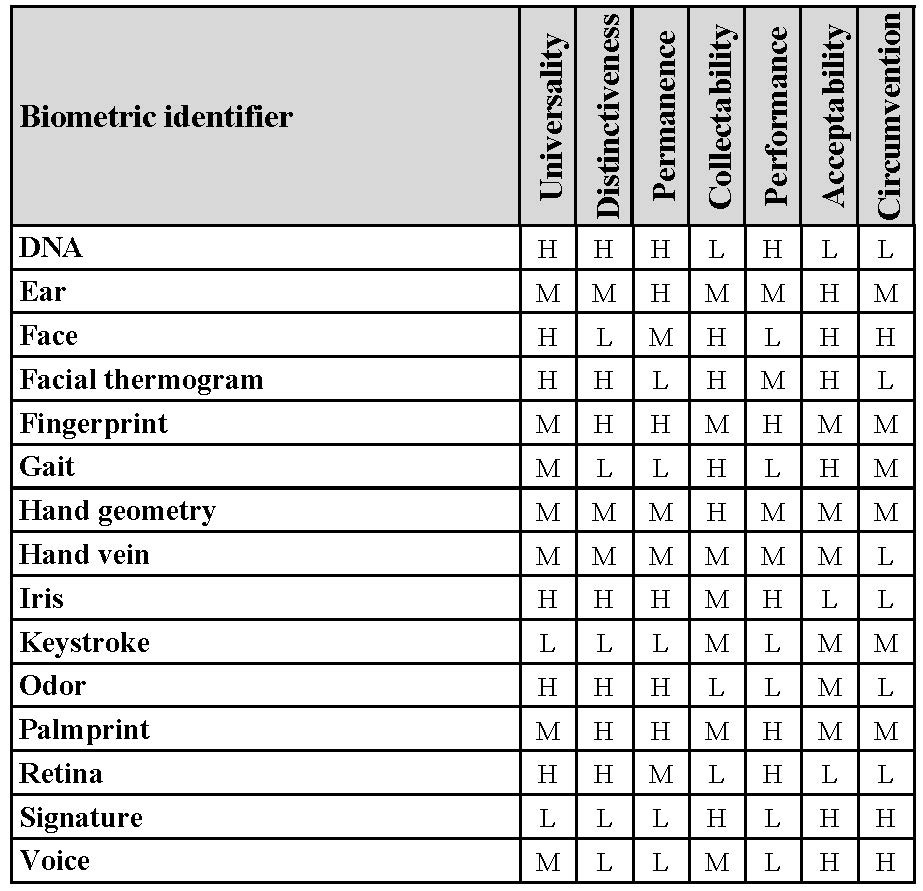 Biometric identifier Universality Distinctiveness Permanence Collectability Performance Acceptability Circumvention
DNA H H H L H L L
Ear M M H M M H M
Face H L M H L H H
Facial thermogram H H L H M H L
Fingerprint M H H M H M M
Gait M L L H L H M
Hand geometry M M M H M M M
Hand vein M M M M M M L
Iris H H H M H L L
Keystroke L L L M L M M
Odor H H H L L M L
Palmprint M H H M H M M
Retina H H M L H L L
Signature L L L H L H H
Voice M L L M L H H